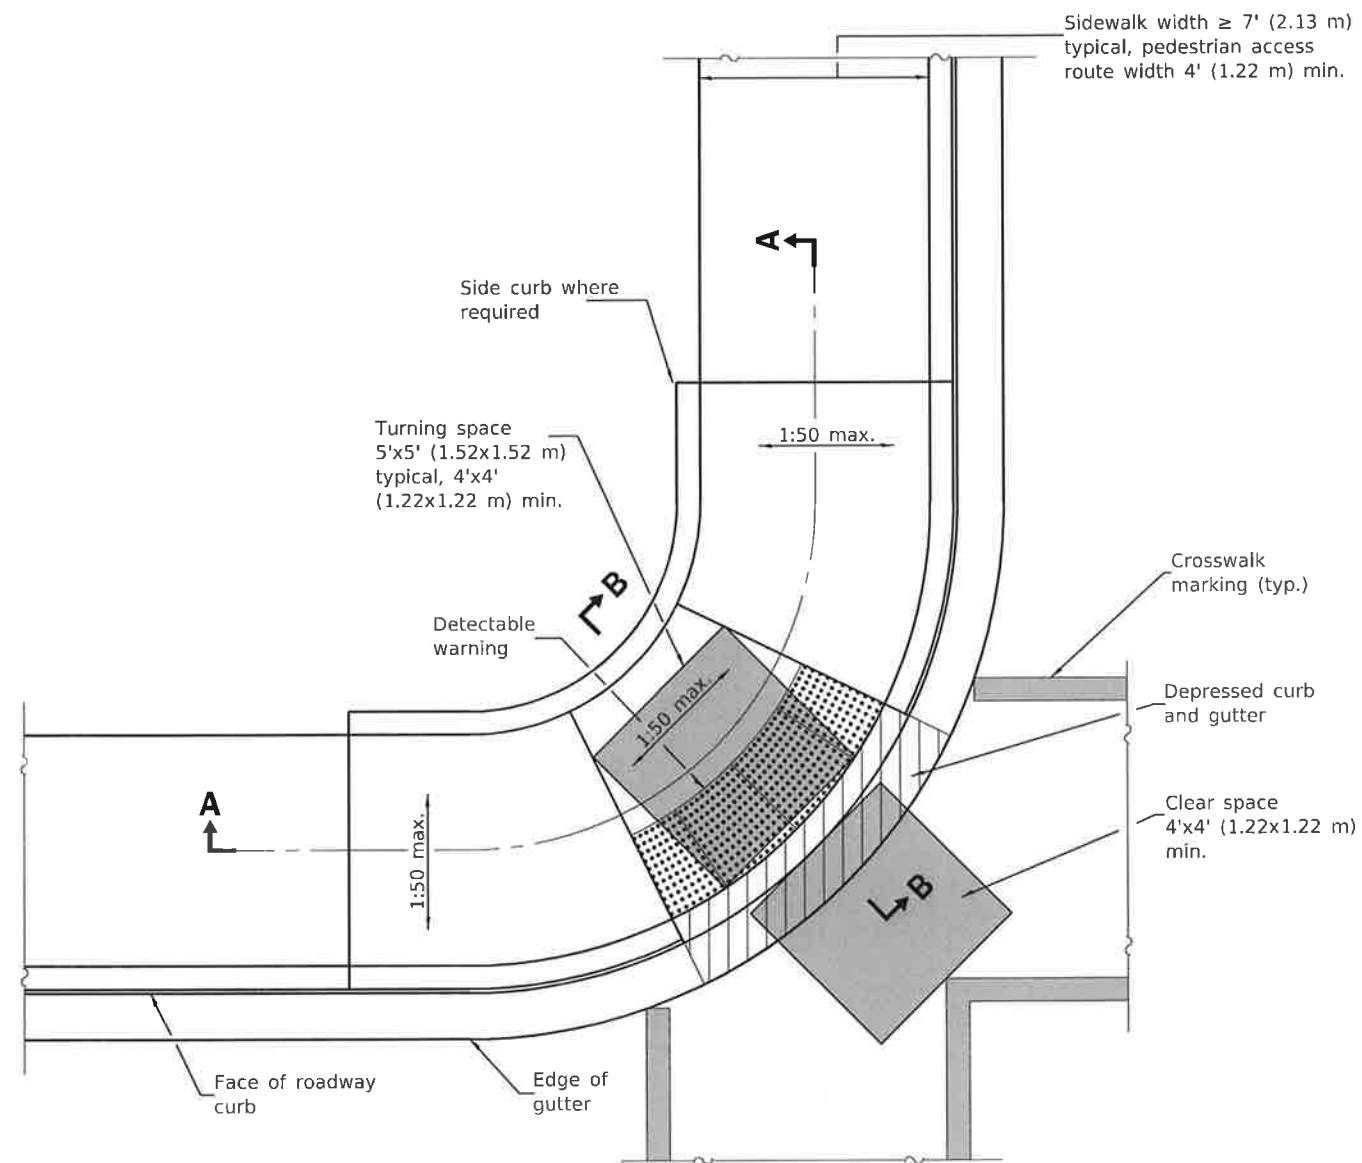 Sidewalk width ≥ 7' (2.13 m)
typical, pedestrian access
route width 4' (1.22 m) min.
A
Side curb where
required
Turning space
5'x5' (1.52x1.52 m)
typical, 4'x4'
(1.22x1.22 m) min.
1:50 max.
Crosswalk
marking (typ.)
B
Detectable
warning
1:50 max.
Depressed curb
and gutter
A
1:50 max.
Clear space
4'x4' (1.22x1.22 m)
min.
B
Face of roadway
curb
Edge of
gutter